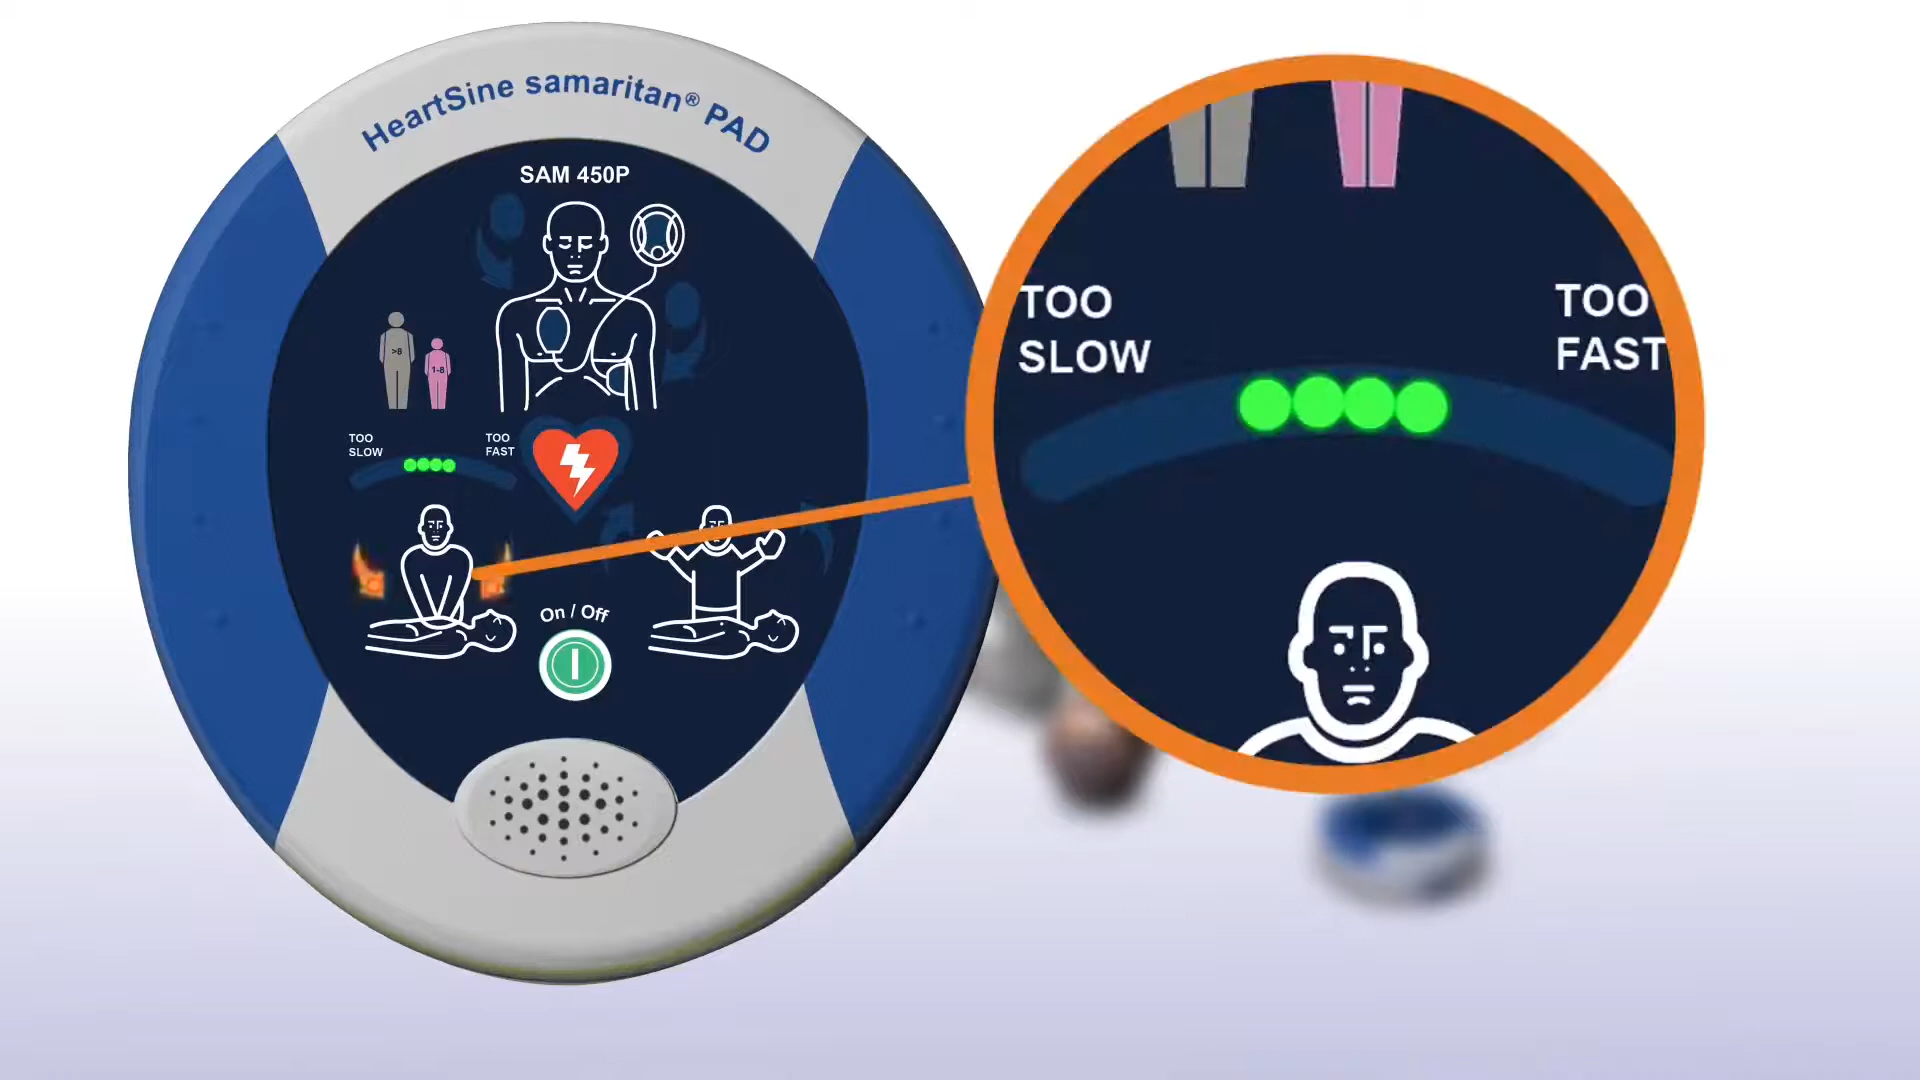 HeartSine samaritan® PAD
SAM 450P
>8
1-8
TOO
SLOW
TOO
FAST
On / Off
TOO
SLOW
TOO
FAST